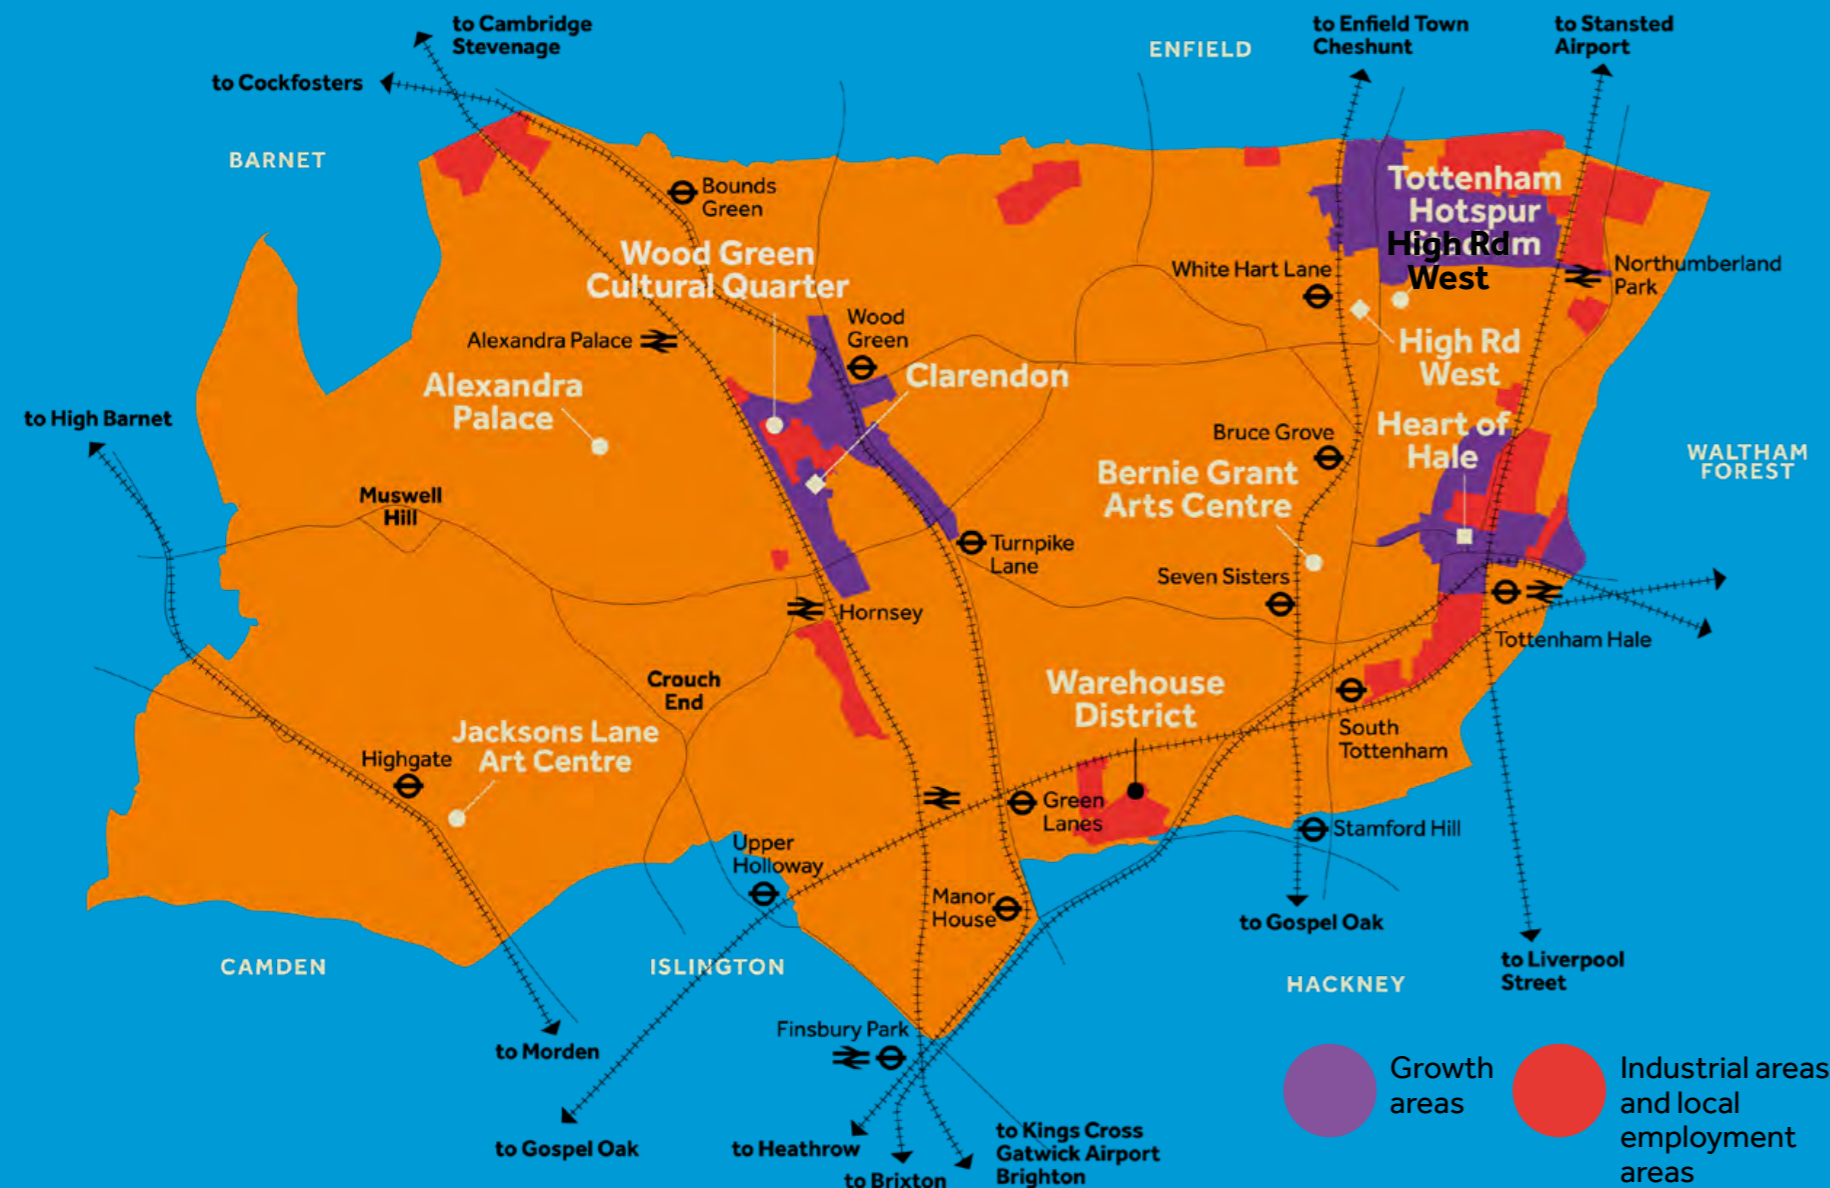 to Cambridge
Stevenage
to Enfield Town
Cheshunt
to Stansted
Airport
ENFIELD
to Cockfosters
BARNET
Bounds
Green
Tottenham
Hotspur
Stadium
High Rd
West
Wood Green
Cultural Quarter
White Hart Lane
Northumberland
Park
Wood
Green
Alexandra Palace
High Rd
West
Clarendon
Alexandra
Palace
to High Barnet
Heart of
Hale
Bruce Grove
WALTHAM
FOREST
Bernie Grant
Arts Centre
Muswell
Hill
Turnpike
Lane
Seven Sisters
Hornsey
Tottenham Hale
Crouch
End
Warehouse
District
Jacksons Lane
Art Centre
Highgate
South
Tottenham
Green
Lanes
Stamford Hill
Upper
Holloway
Manor
House
to Gospel Oak
CAMDEN
ISLINGTON
HACKNEY
to Liverpool
Street
Finsbury Park
to Morden
to Gospel Oak
to Heathrow
to Brixton
to Kings Cross
Gatwick Airport
Brighton
Growth
areas
Industrial areas
and local
employment
areas